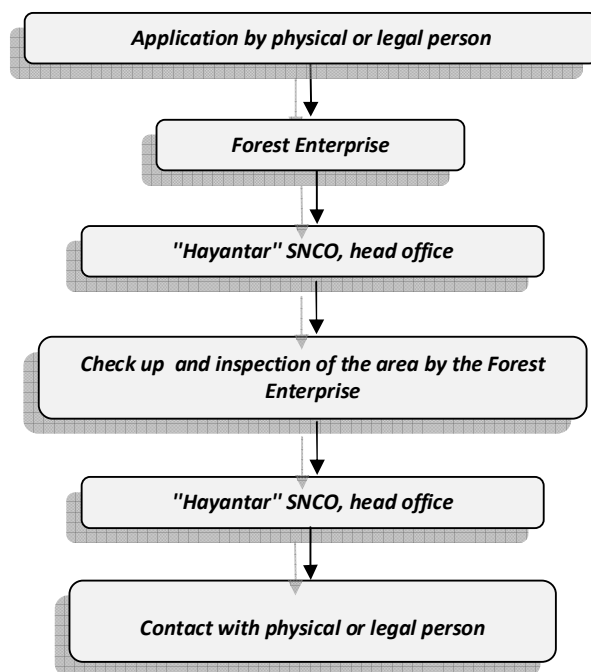 Application by physical or legal person
Forest Enterprise
"Hayantar" SNCO, head office
Check up and inspection of the area by the Forest
Enterprise
"Hayantar" SNCO, head office
Contact with physical or legal person